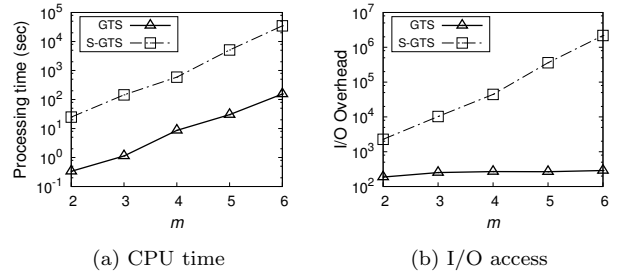 GTS
S-GTS
Processing time (sec)
10^5
10^4
10^3
10^2
10^1
10^0
10^-1
2 3 4 5 6
m
(a) CPU time
GTS
S-GTS
I/O Overhead
10^7
10^6
10^5
10^4
10^3
10^2
2 3 4 5 6
m
(b) I/O access